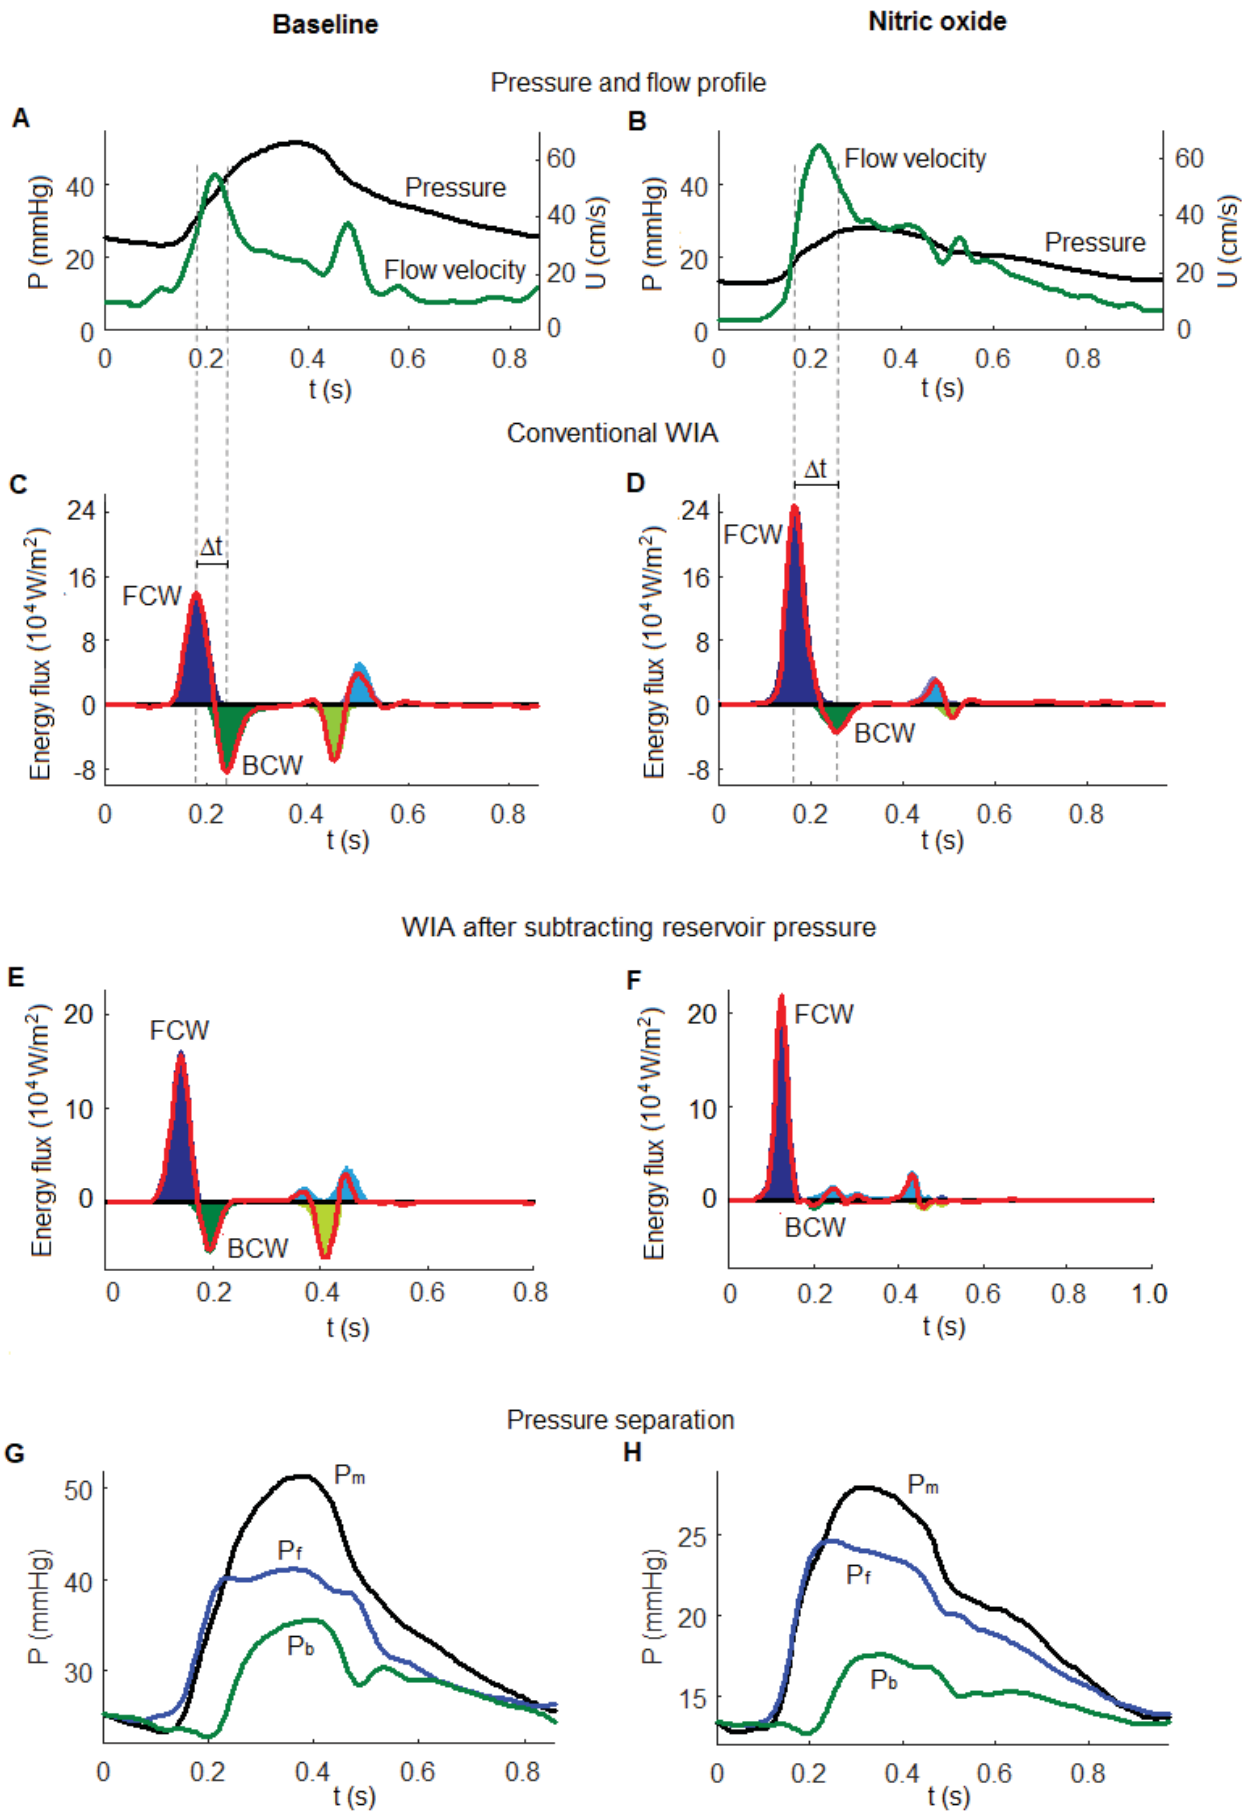 Baseline
Nitric oxide
Pressure and flow profile
A
B
P (mmHg)
40
20
0
60
40
20
0
U (cm/s)
Pressure
Flow velocity
0 0.2 0.4 0.6 0.8
t (s)
P (mmHg)
40
20
0
60
40
20
0
U (cm/s)
Flow velocity
Pressure
0 0.2 0.4 0.6 0.8
t (s)
Conventional WIA
C
D
Energy flux (10⁴ W/m²)
24
16
8
0
-8
Δt
FCW
BCW
0 0.2 0.4 0.6 0.8
t (s)
Energy flux (10⁴ W/m²)
24
16
8
0
-8
Δt
FCW
BCW
0 0.2 0.4 0.6 0.8
t (s)
WIA after subtracting reservoir pressure
E
F
Energy flux (10⁴ W/m²)
20
10
0
FCW
BCW
0 0.2 0.4 0.6 0.8
t (s)
Energy flux (10⁴ W/m²)
20
10
0
FCW
BCW
0 0.2 0.4 0.6 0.8 1.0
t (s)
Pressure separation
G
H
P (mmHg)
50
40
30
Pm
Pf
Pb
0 0.2 0.4 0.6 0.8
t (s)
P (mmHg)
25
20
15
Pm
Pf
Pb
0 0.2 0.4 0.6 0.8
t (s)